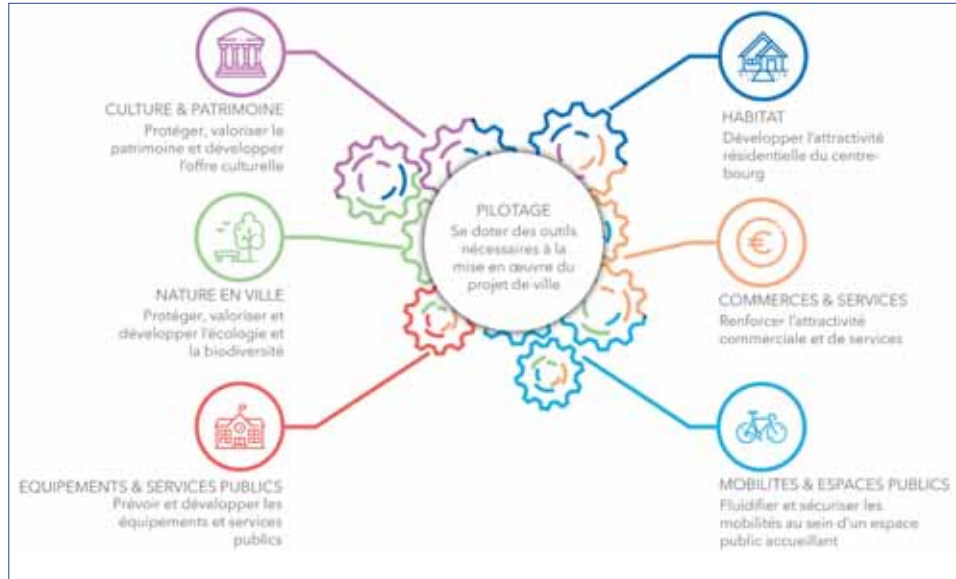 CULTURE & PATRIMOINE
Protéger, valoriser le
patrimoine et développer
l'offre culturelle
NATURE EN VILLE
Protéger, valoriser et
développer l'écologie et
la biodiversité
EQUIPEMENTS & SERVICES PUBLICS
Prévoir et développer les
équipements et services
publics
PILOTAGE
Se doter des outils
nécessaires à la
mise en œuvre du
projet de ville
HABITAT
Développer l'attractivité
résidentielle du centre-
bourg
COMMERCES & SERVICES
Renforcer l'attractivité
commerciale et de services
MOBILITES & ESPACES PUBLICS
Fluidifier et sécuriser les
mobilités au sein d'un espace
public accueillant